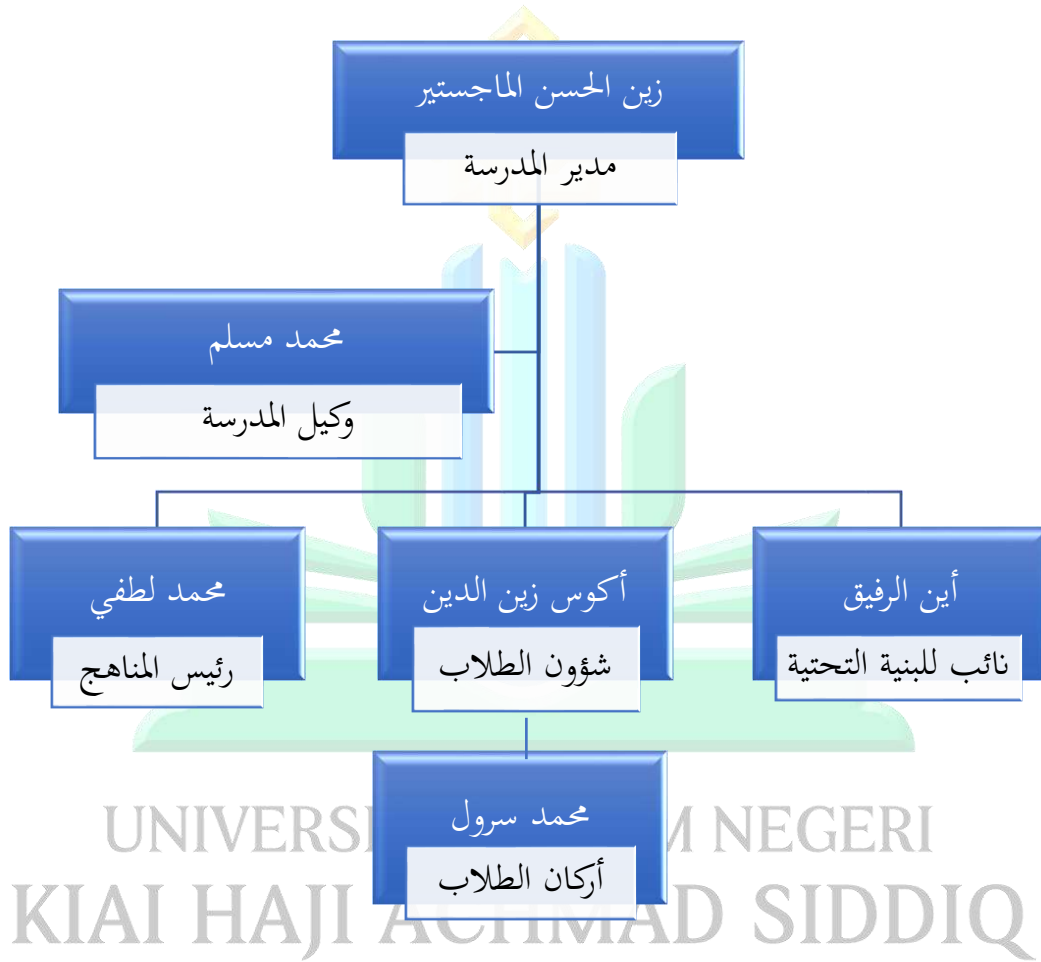 زين الحسن الماجستير
مدير المدرسة
محمد مسلم
وكيل المدرسة
أين الرفيق
نائب للبنية التحتية
أكوس زين الدين
شؤون الطلاب
محمد لطفي
رئيس المناهج
محمد سرول
أركان الطلاب
NEGERI
KIAI HAJI ACHMAD SIDDIQ